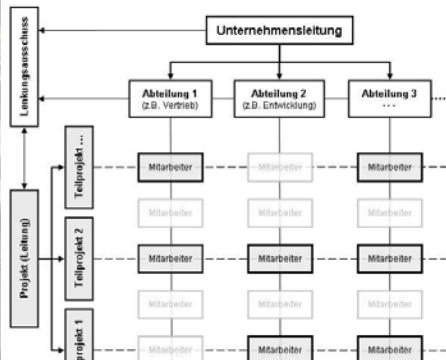 Unternehmensleitung
Lenkungsausschuss
Abteilung 1
(z.B. Vertrieb)
Abteilung 2
(z.B. Entwicklung)
Abteilung 3
...
Projekt (Leitung)
Teilprojekt ...
Mitarbeiter
Mitarbeiter
Mitarbeiter
Mitarbeiter
Mitarbeiter
Mitarbeiter
Teilprojekt 2
Mitarbeiter
Mitarbeiter
Mitarbeiter
Mitarbeiter
Mitarbeiter
Mitarbeiter
projekt 1
Mitarbeiter
Mitarbeiter
Mitarbeiter